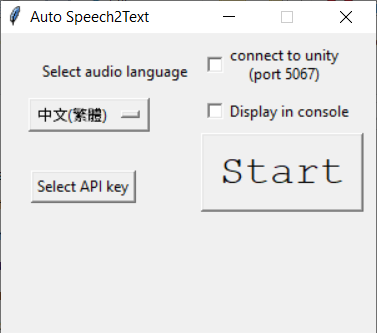 Auto Speech2Text
Select audio language
中文(繁體)
Select API key
connect to unity
(port 5067)
Display in console
Start